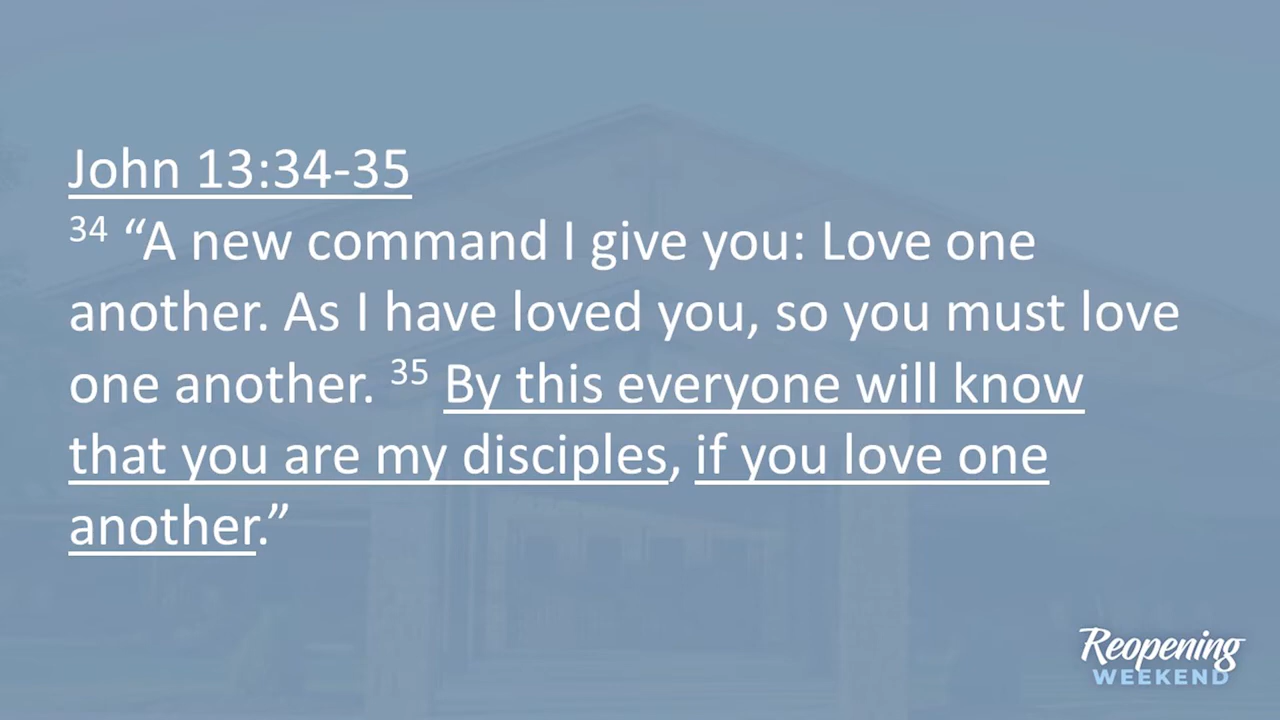 John 13:34-35
34 “A new command I give you: Love one
another. As I have loved you, so you must love
one another. 35 By this everyone will know
that you are my disciples, if you love one
another.”
Reopening
WEEKEND